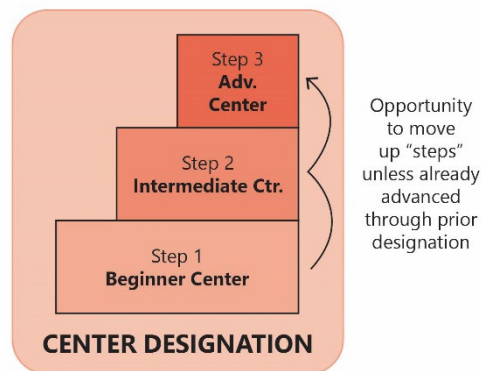 Step 3
Adv.
Center
Step 2
Intermediate Ctr.
Step 1
Beginner Center
CENTER DESIGNATION
Opportunity
to move
up “steps”
unless already
advanced
through prior
designation